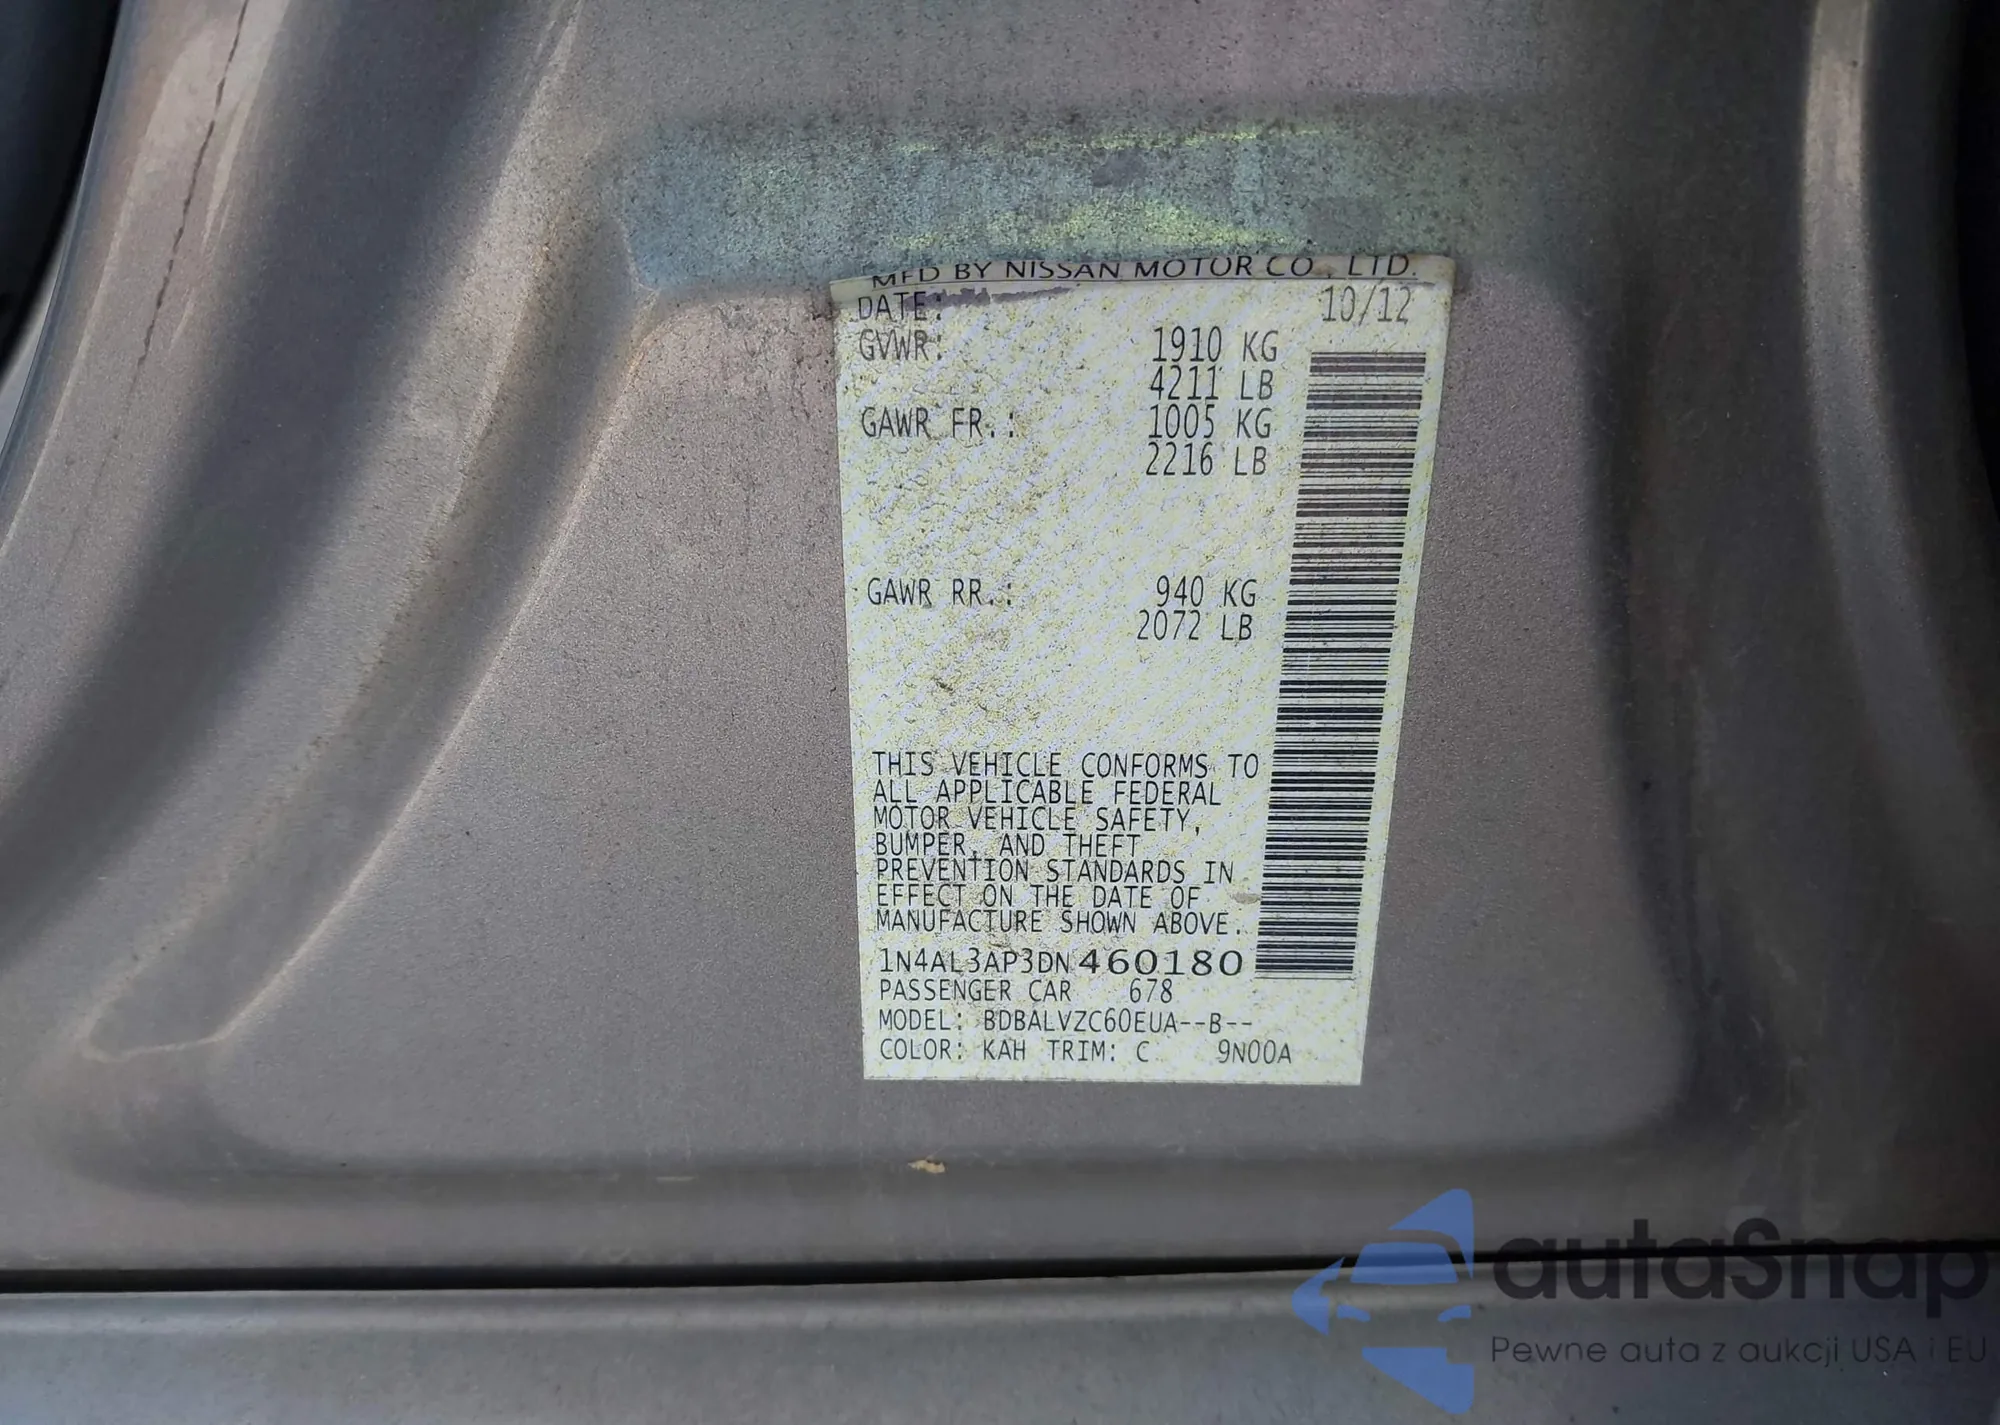 MFD BY NISSAN MOTOR CO., LTD.
DATE: 10/12
GVWR: 1910 KG
4211 LB
GAWR FR.: 1005 KG
2216 LB
GAWR RR.: 940 KG
2072 LB
THIS VEHICLE CONFORMS TO
ALL APPLICABLE FEDERAL
MOTOR VEHICLE SAFETY,
BUMPER, AND THEFT
PREVENTION STANDARDS IN
EFFECT ON THE DATE OF
MANUFACTURE SHOWN ABOVE.
1N4AL3AP3DN460180
PASSENGER CAR 678
MODEL: BDBALVZC60EUA--B--
COLOR: KAH TRIM: C 9N00A
autaSnap
Pewne auta z aukcji USA i EU